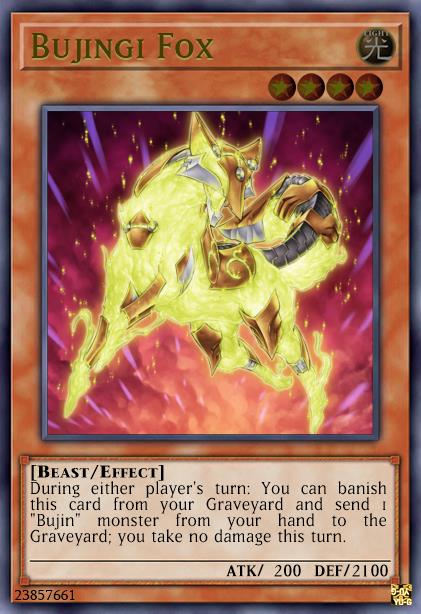 Bujingi Fox
LIGHT
光
[Beast/Effect]
During either player's turn: You can banish
this card from your Graveyard and send 1
"Bujin" monster from your hand to the
Graveyard; you take no damage this turn.
ATK/ 200 DEF/2100
23857661